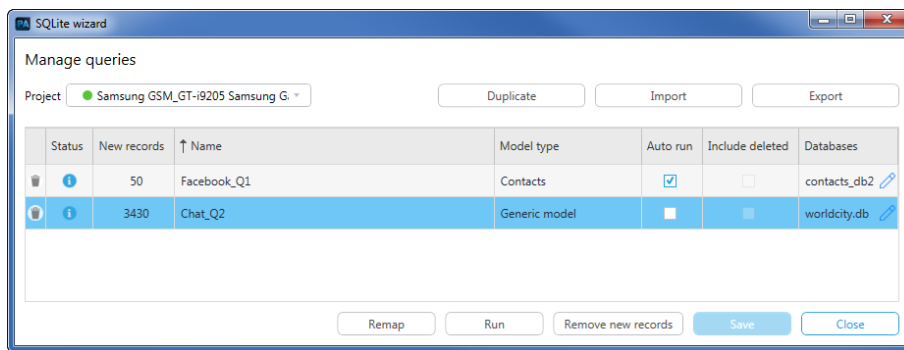 PA SQLite wizard
Manage queries
Project Samsung GSM_GT-i9205 Samsung G. Duplicate Import Export
Status New records ↑ Name Model type Auto run Include deleted Databases
50 Facebook_Q1 Contacts contacts_db2
3430 Chat_Q2 Generic model worldcity.db
Remap Run Remove new records Save Close